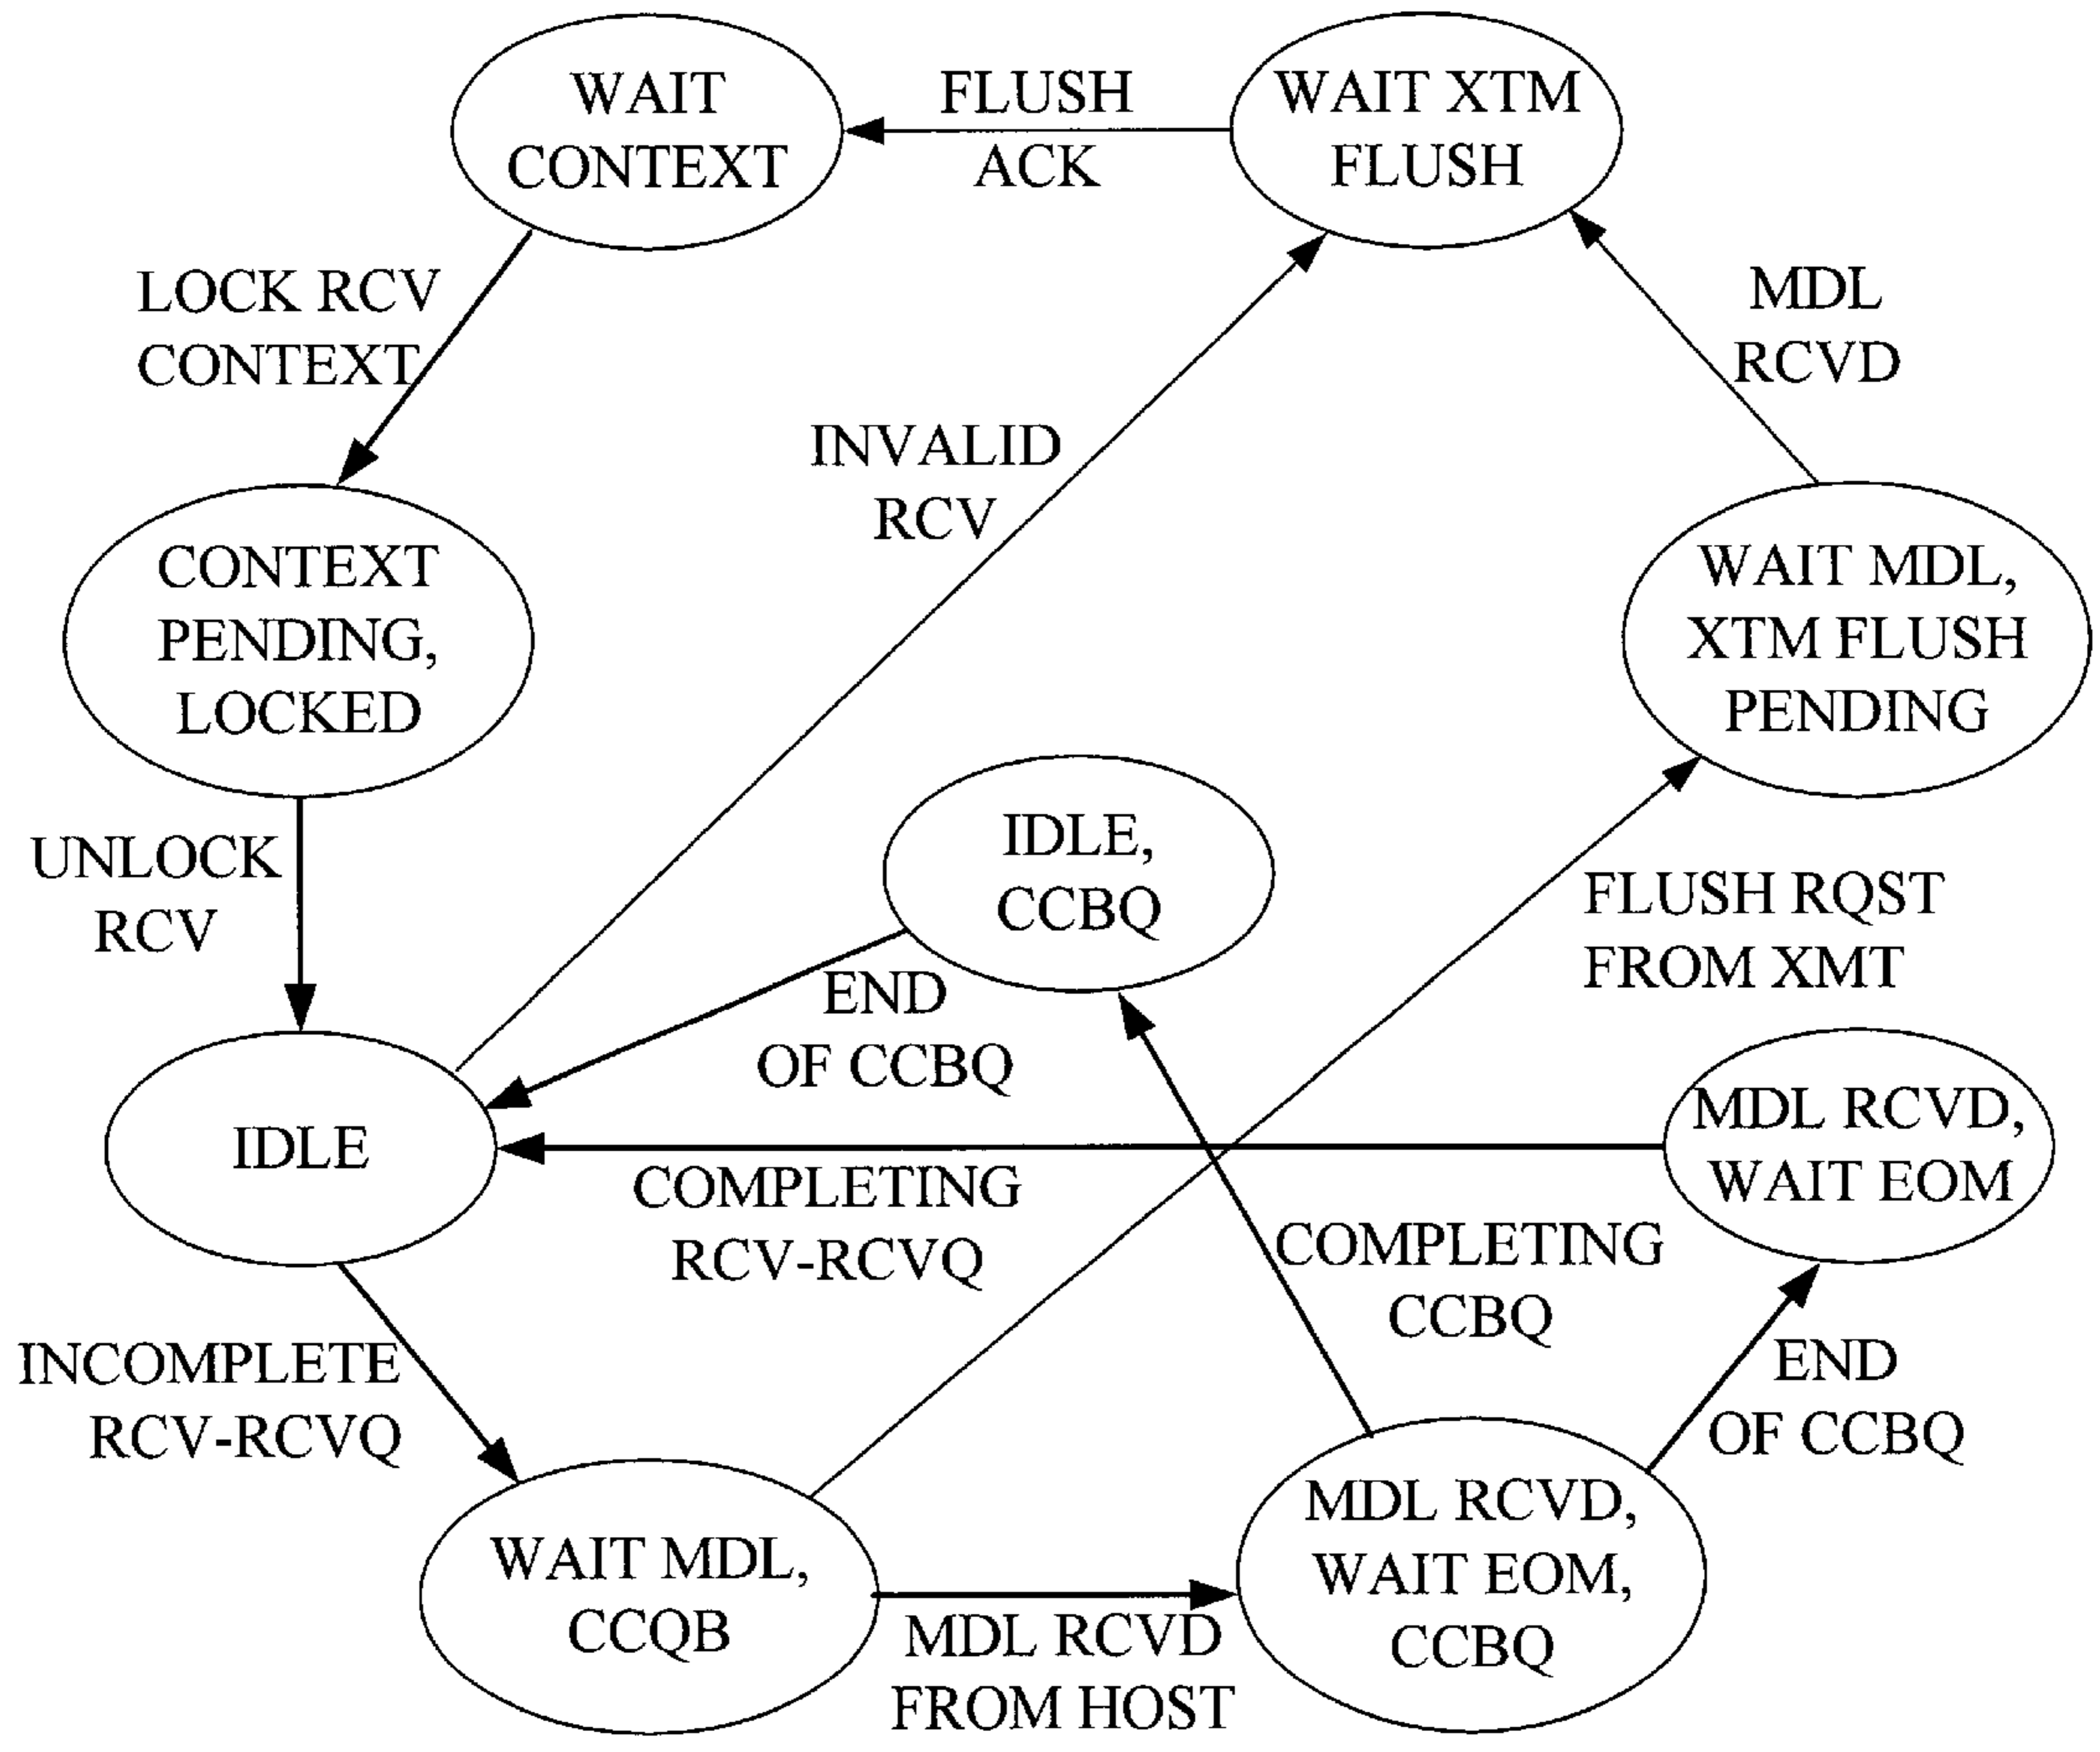 WAIT
CONTEXT
FLUSH
ACK
WAIT XTM
FLUSH
LOCK RCV
CONTEXT
MDL
RCVD
INVALID
RCV
CONTEXT
PENDING,
LOCKED
WAIT MDL,
XTM FLUSH
PENDING
UNLOCK
RCV
IDLE,
CCBQ
FLUSH RQST
FROM XMT
END
OF CCBQ
IDLE
MDL RCVD,
WAIT EOM
COMPLETING
RCV-RCVQ
COMPLETING
CCBQ
INCOMPLETE
RCV-RCVQ
END
OF CCBQ
WAIT MDL,
CCQB
MDL RCVD
FROM HOST
MDL RCVD,
WAIT EOM,
CCBQ